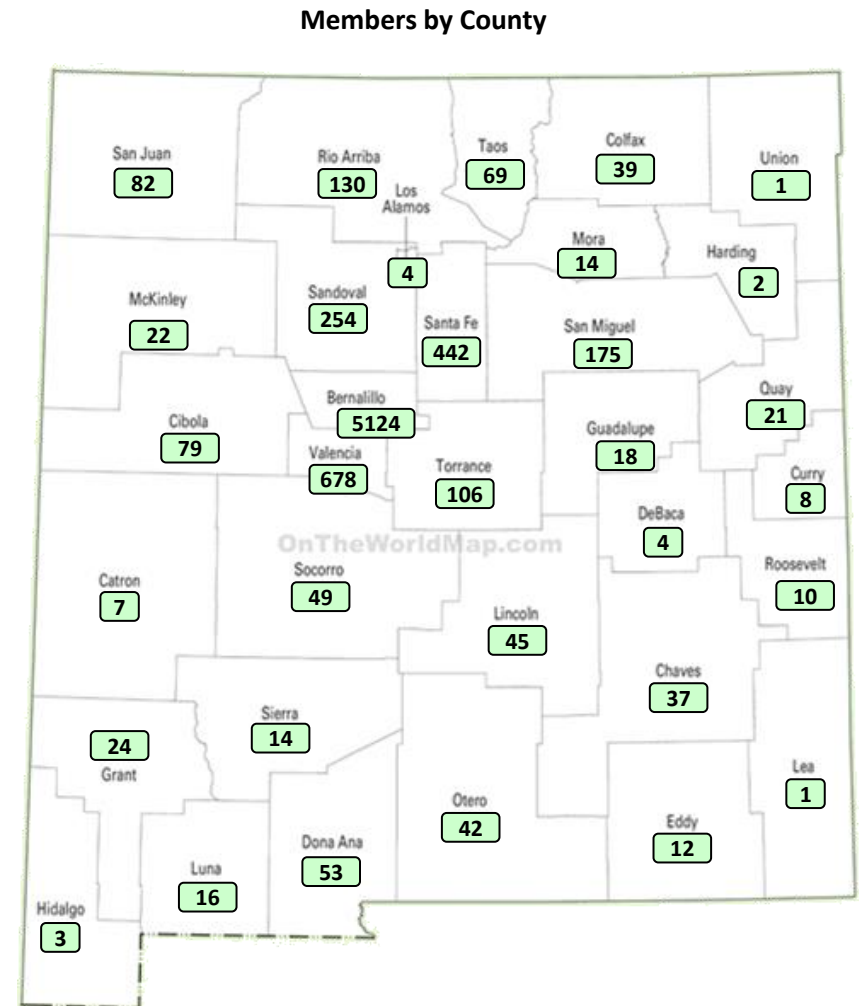 Members by County
San Juan
82
Rio Arriba
130
Los
Alamos
4
Taos
69
Colfax
39
Union
1
Mora
14
Harding
2
McKinley
22
Sandoval
254
Santa Fe
442
San Miguel
175
Quay
21
Cibola
79
Bernalillo
5124
Valencia
678
Torrance
106
Guadalupe
18
Curry
8
DeBaca
4
OnTheWorldMap.com
Roosevelt
10
Catron
7
Socorro
49
Lincoln
45
Chaves
37
24
Grant
Sierra
14
Lea
1
Otero
42
Eddy
12
Dona Ana
53
Luna
16
Hidalgo
3